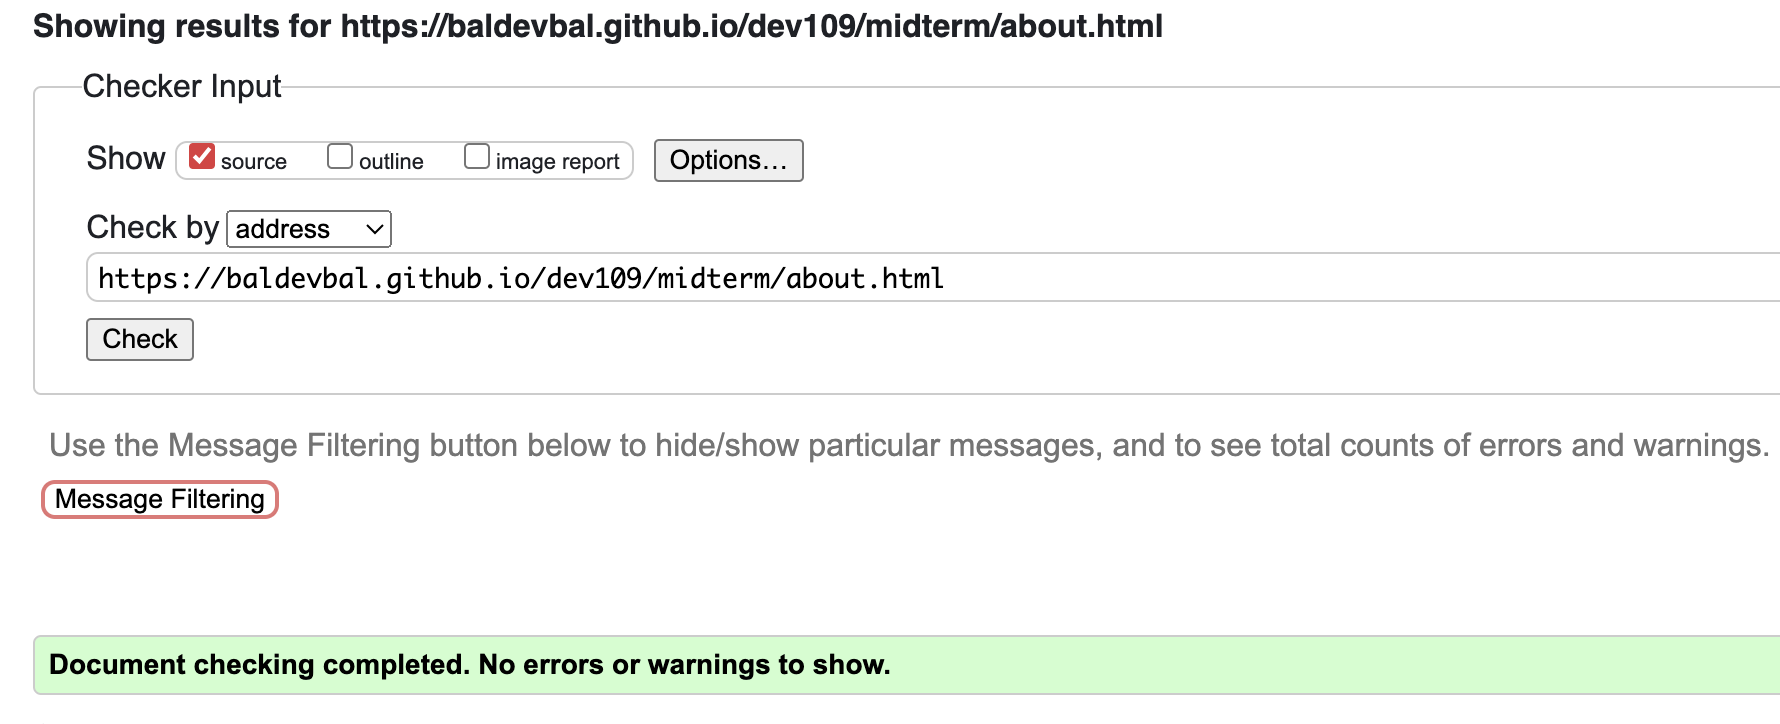 Showing results for https://baldevbal.github.io/dev109/midterm/about.html
Checker Input
Show source outline image report Options…
Check by address
https://baldevbal.github.io/dev109/midterm/about.html
Check
Use the Message Filtering button below to hide/show particular messages, and to see total counts of errors and warnings.
Message Filtering
Document checking completed. No errors or warnings to show.